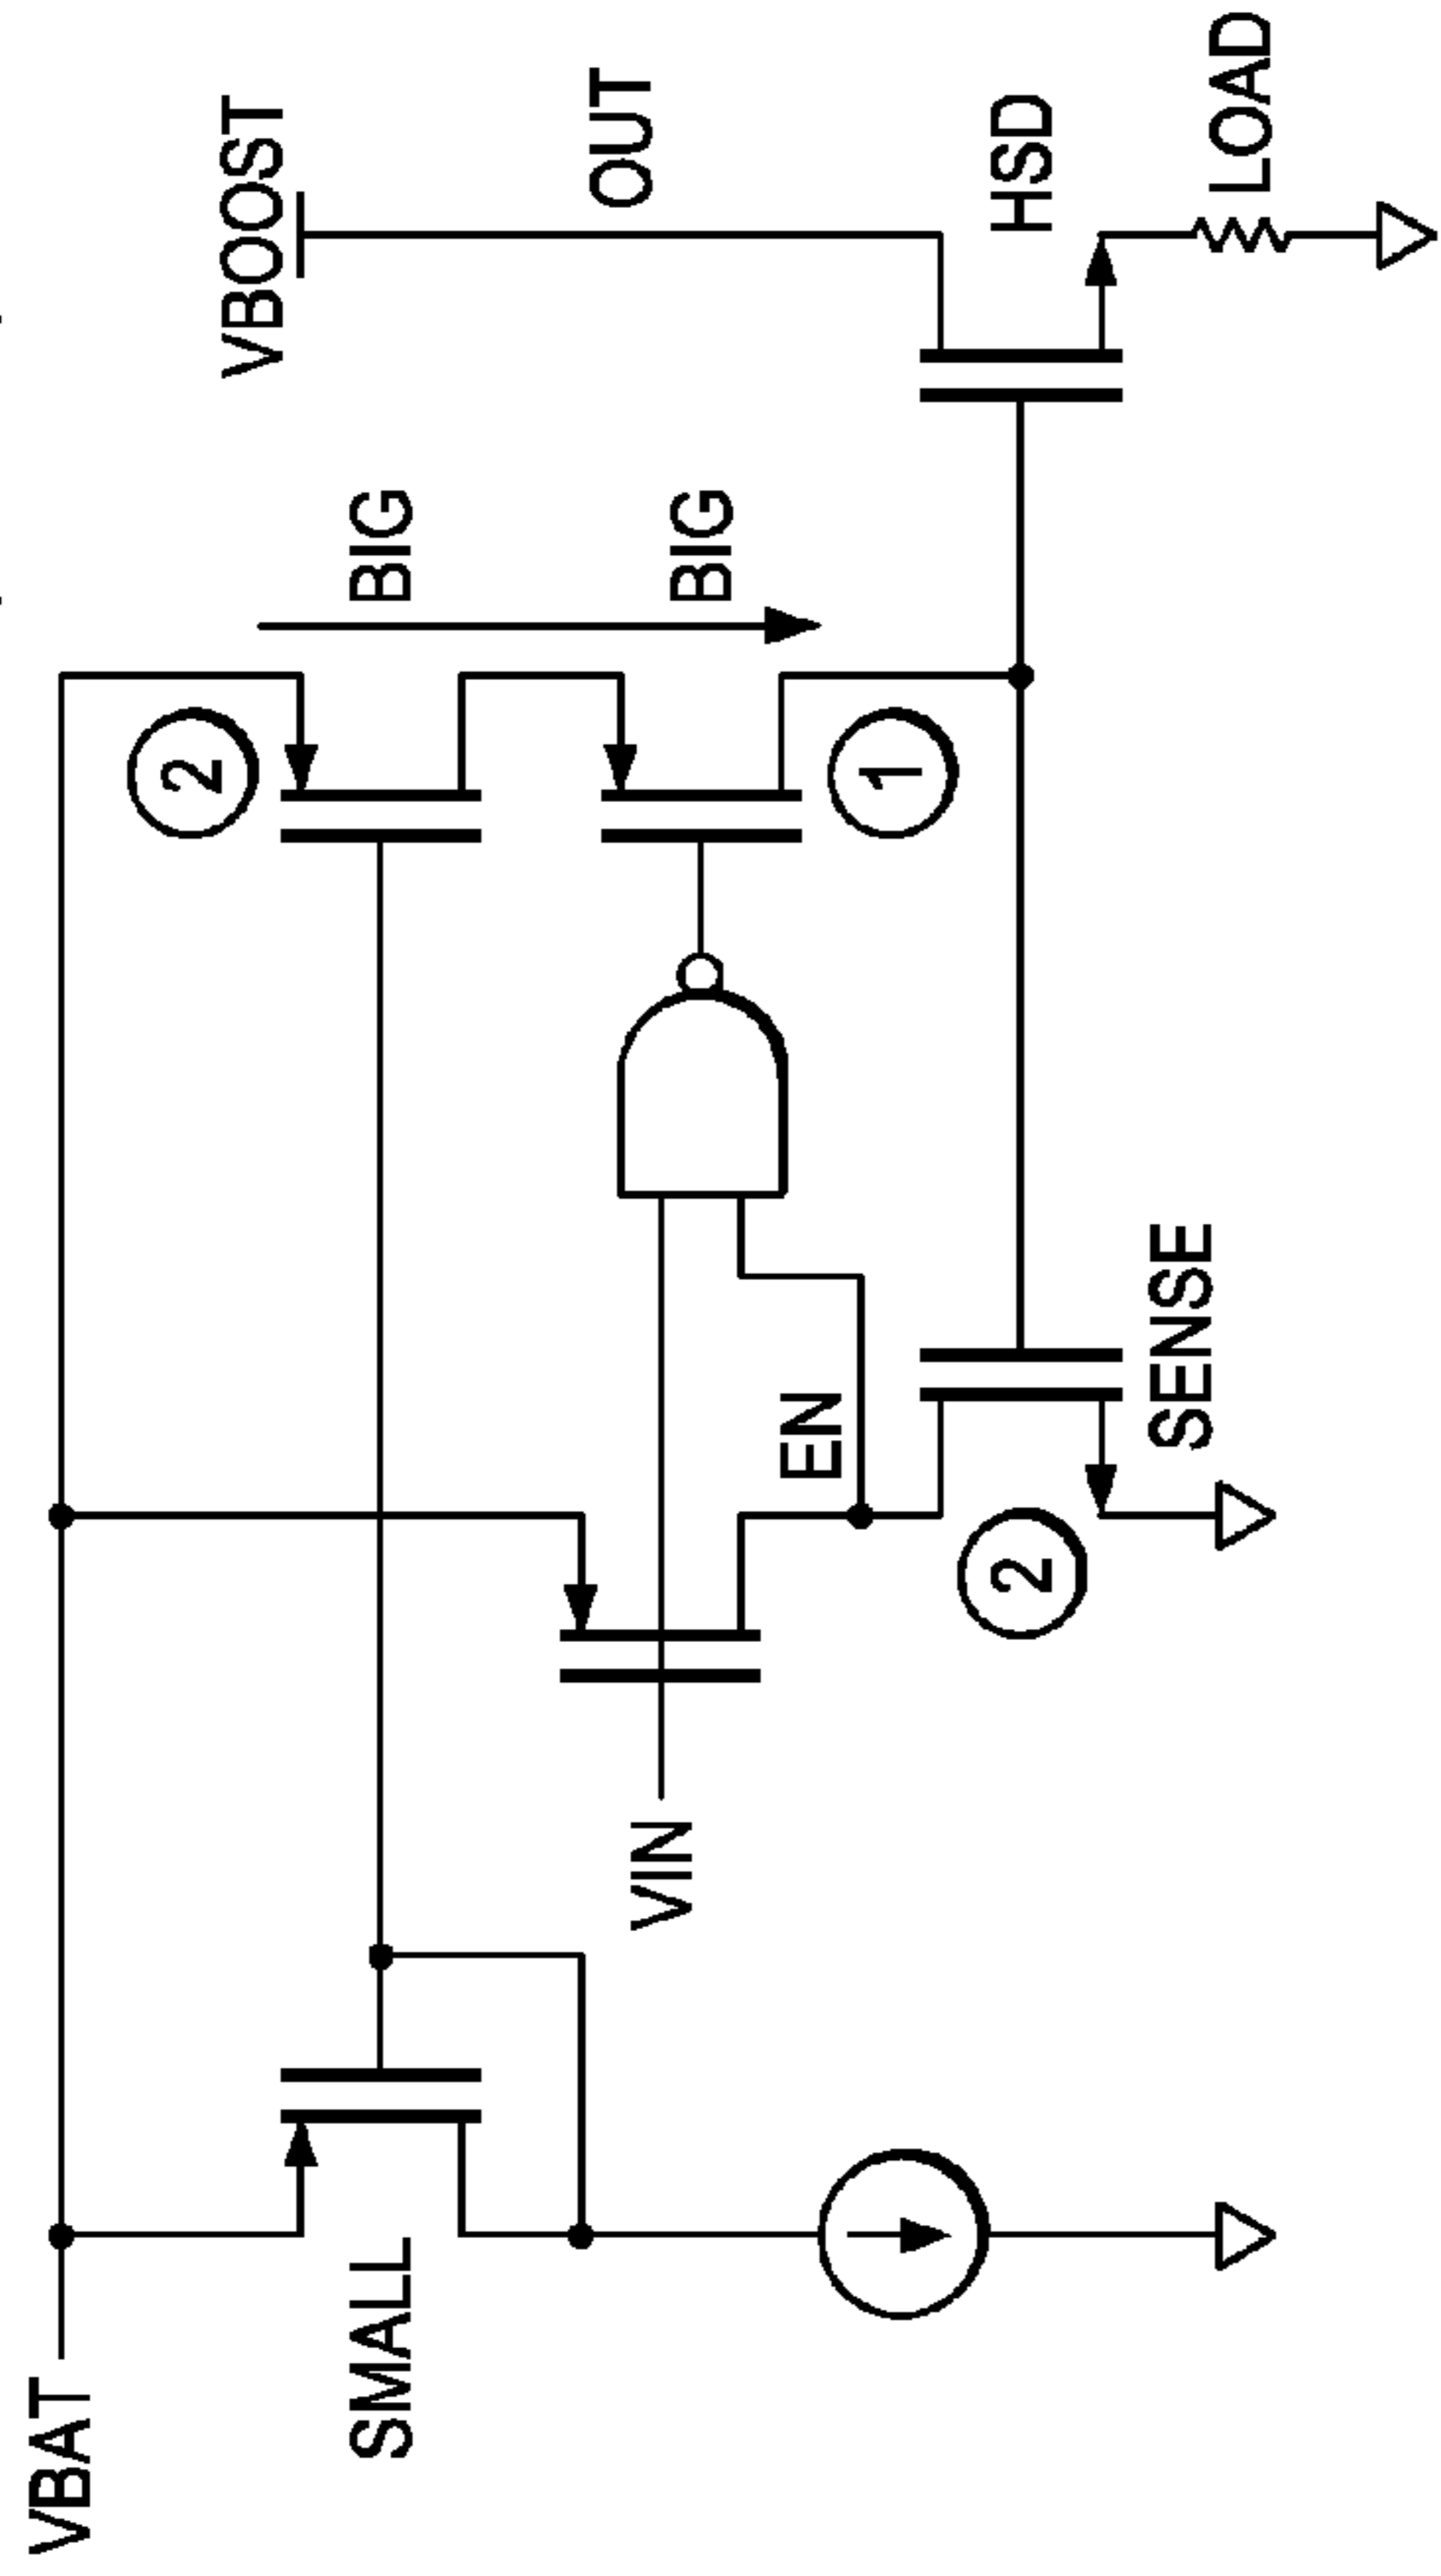 VBAT
SMALL
VIN
EN
2
SENSE
2
BIG
BIG
1
VBOOST
OUT
HSD
LOAD